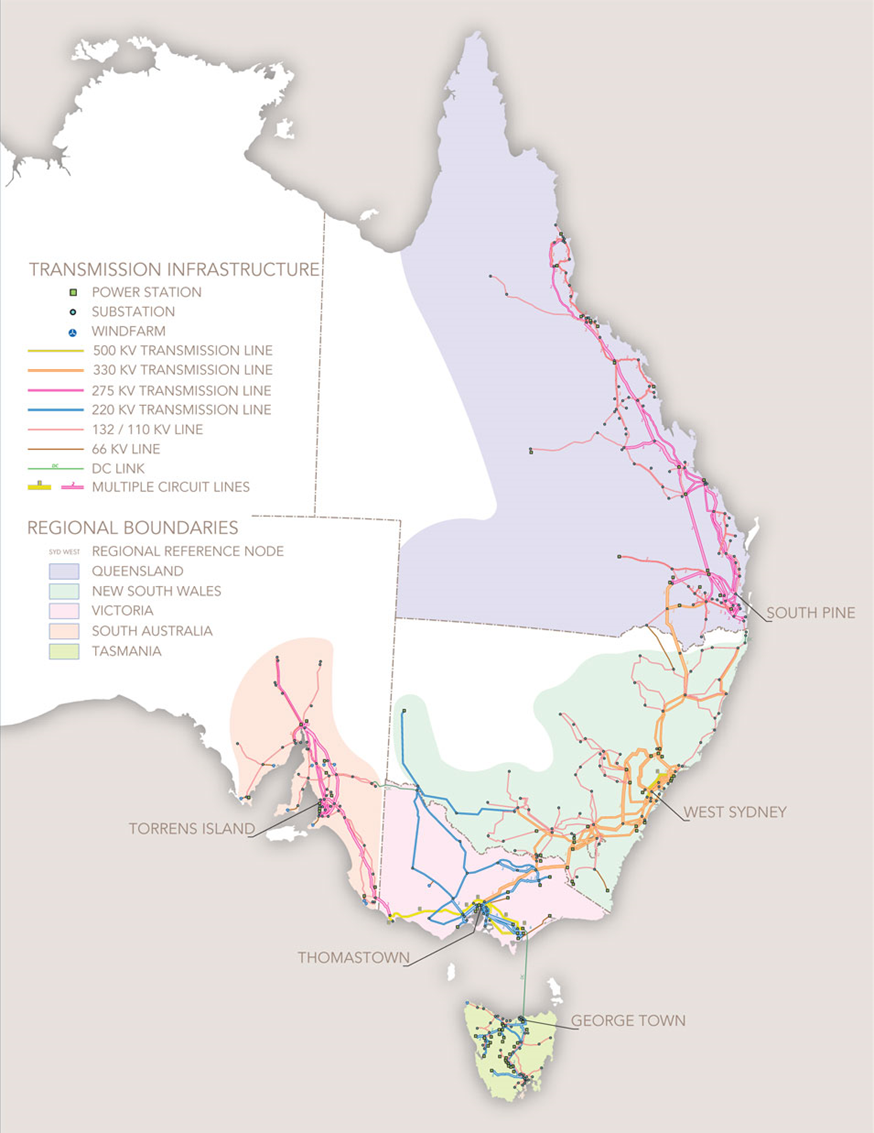 TRANSMISSION INFRASTRUCTURE
POWER STATION
SUBSTATION
WINDFARM
500 KV TRANSMISSION LINE
330 KV TRANSMISSION LINE
275 KV TRANSMISSION LINE
220 KV TRANSMISSION LINE
132 / 110 KV LINE
66 KV LINE
DC LINK
MULTIPLE CIRCUIT LINES
REGIONAL BOUNDARIES
SYD WEST REGIONAL REFERENCE NODE
QUEENSLAND
NEW SOUTH WALES
VICTORIA
SOUTH AUSTRALIA
TASMANIA
SOUTH PINE
WEST SYDNEY
TORRENS ISLAND
THOMASTOWN
GEORGE TOWN